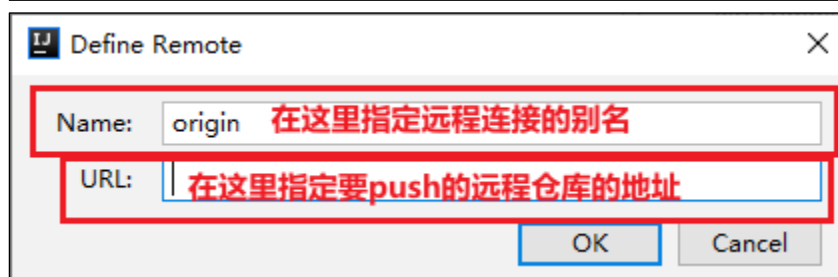 IJ Define Remote
Name: origin 在这里指定远程连接的别名
URL: 在这里指定要push的远程仓库的地址
OK Cancel